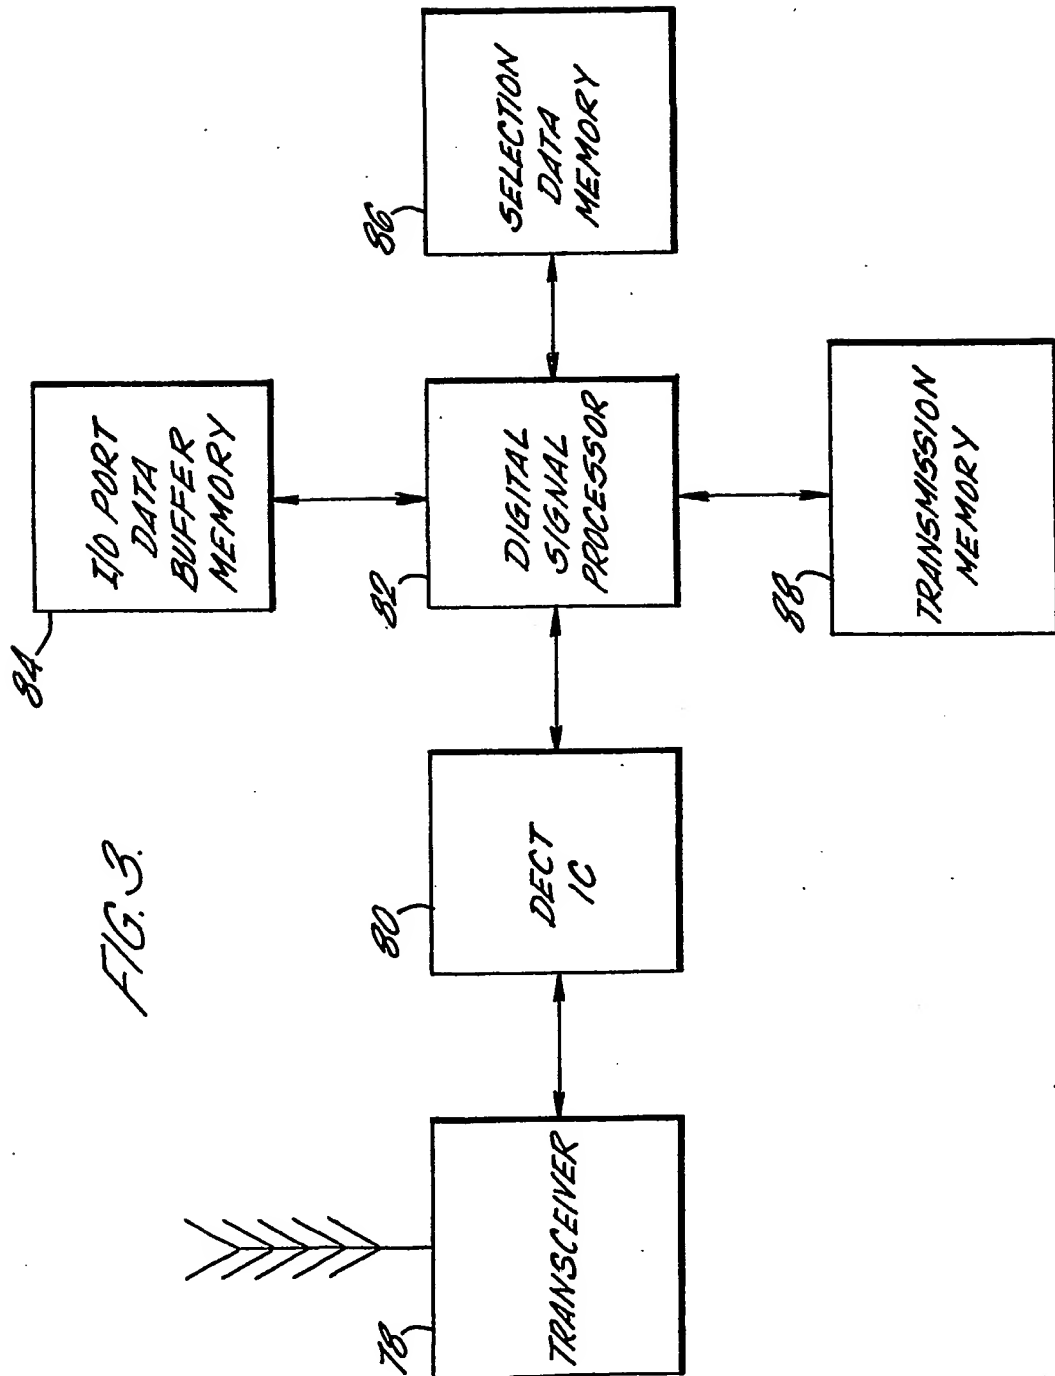 FIG. 3.
84
I/O PORT
DATA
BUFFER
MEMORY
78
TRANSCEIVER
80
DECT
IC
82
DIGITAL
SIGNAL
PROCESSOR
86
SELECTION
DATA
MEMORY
88
TRANSMISSION
MEMORY